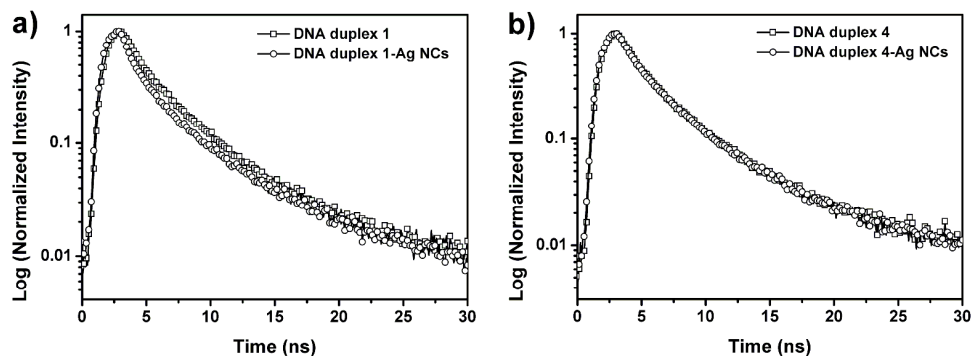 a)
DNA duplex 1
DNA duplex 1-Ag NCs
Log (Normalized Intensity)
1
0.1
0.01
0 5 10 15 20 25 30
Time (ns)
b)
DNA duplex 4
DNA duplex 4-Ag NCs
Log (Normalized Intensity)
1
0.1
0.01
0 5 10 15 20 25 30
Time (ns)